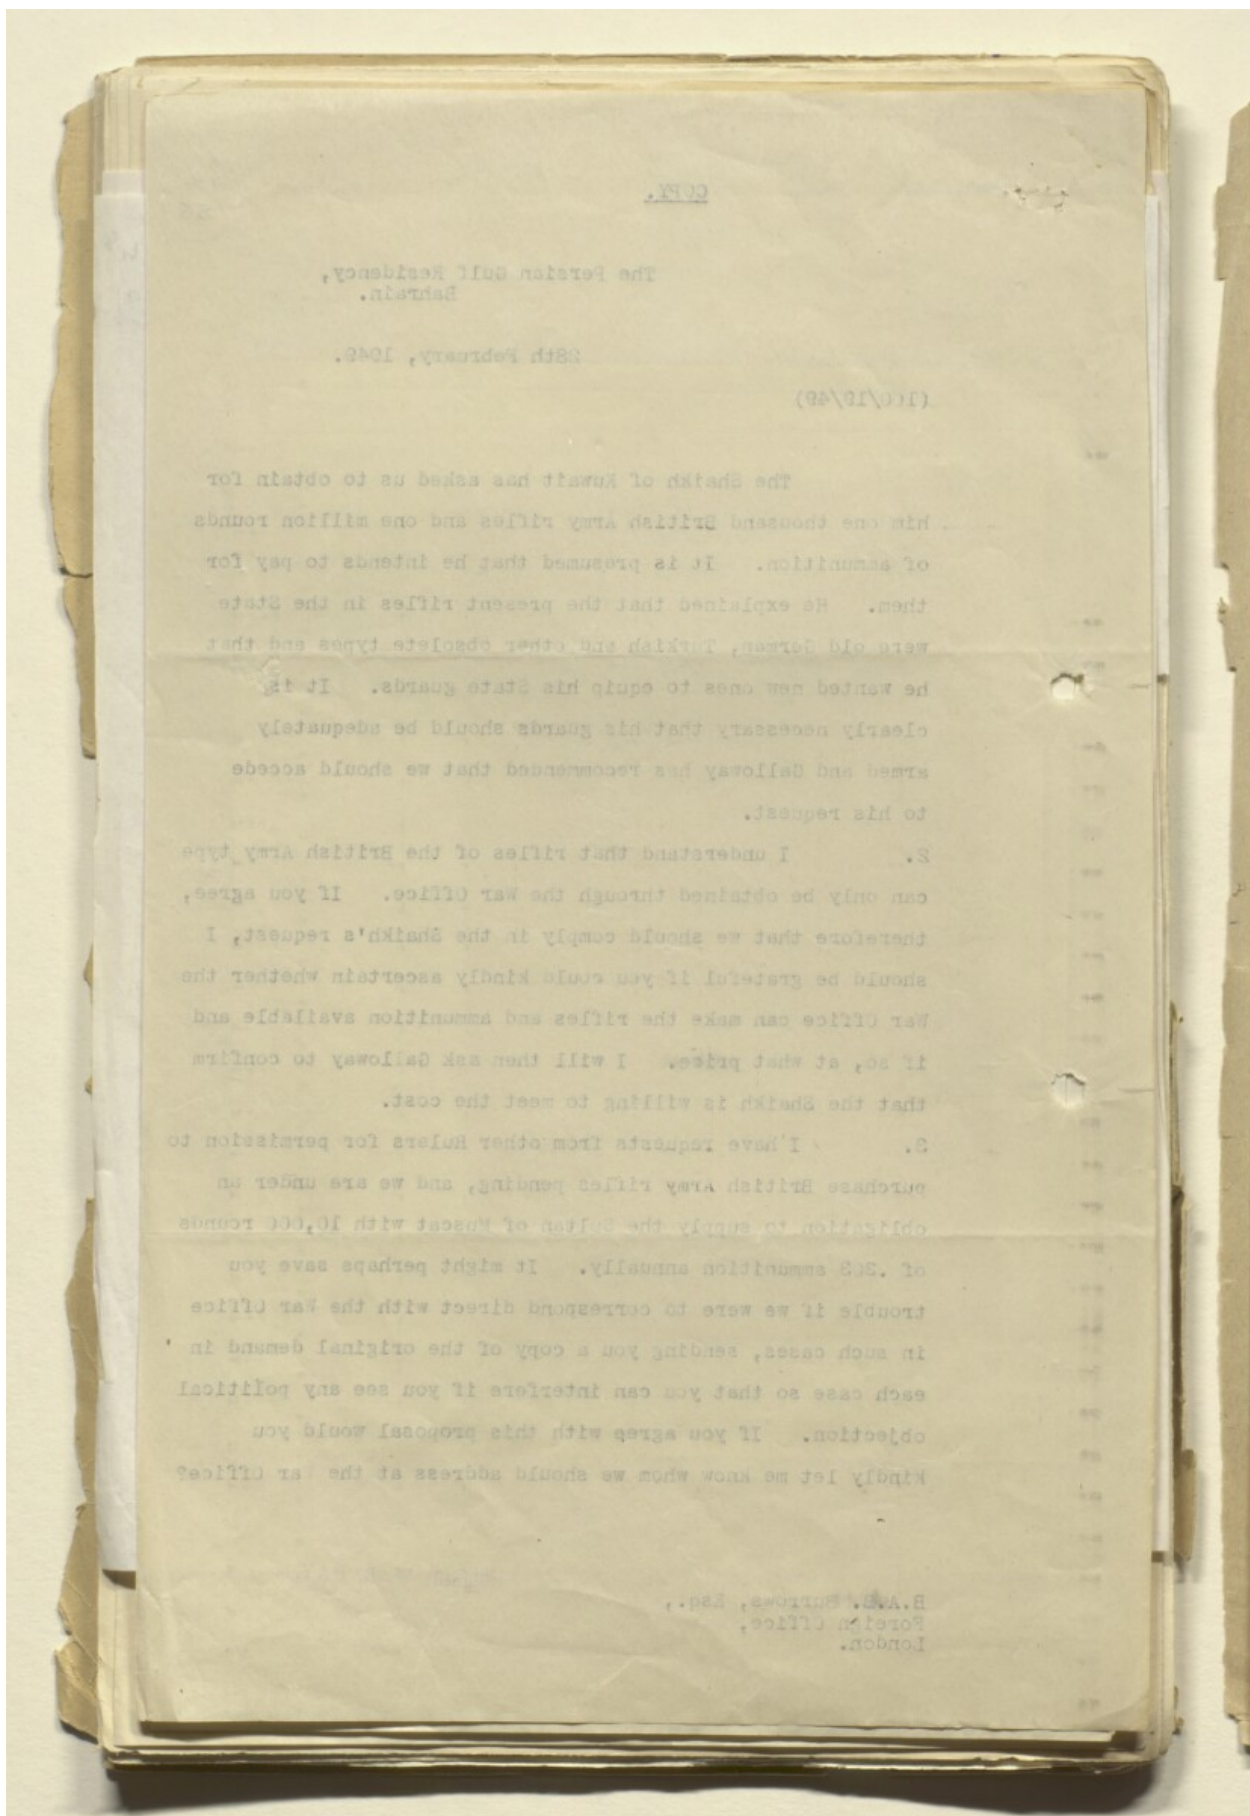 COPY.
The Persian Gulf Residency,
Bahrain.
28th February, 1949.
(100/19/49)
The Shaikh of Kuwait has asked us to obtain for
him one thousand British Army rifles and one million rounds
of ammunition. It is presumed that he intends to pay for
them. He explained that the present rifles in the State
were old German, Turkish and other obsolete types and that
he wanted new ones to equip his State guards. It is
clearly necessary that his guards should be adequately
armed and Galloway has recommended that we should accede
to his request.
2. I understand that rifles of the British Army type
can only be obtained through the War Office. If you agree,
therefore that we should comply in the Shaikh's request, I
should be grateful if you could kindly ascertain whether the
War Office can make the rifles and ammunition available and
if so, at what price. I will then ask Galloway to confirm
that the Shaikh is willing to meet the cost.
3. I have requests from other Rulers for permission to
purchase British Army rifles pending, and we are under an
obligation to supply the Sultan of Muscat with 10,000 rounds
of .303 ammunition annually. It might perhaps save you
trouble if we were to correspond direct with the War Office
in such cases, sending you a copy of the original demand in
each case so that you can interfere if you see any political
objection. If you agree with this proposal would you
kindly let me know whom we should address at the ar Office?
B.A.B. Burrows, Esq.,
Foreign Office,
London.